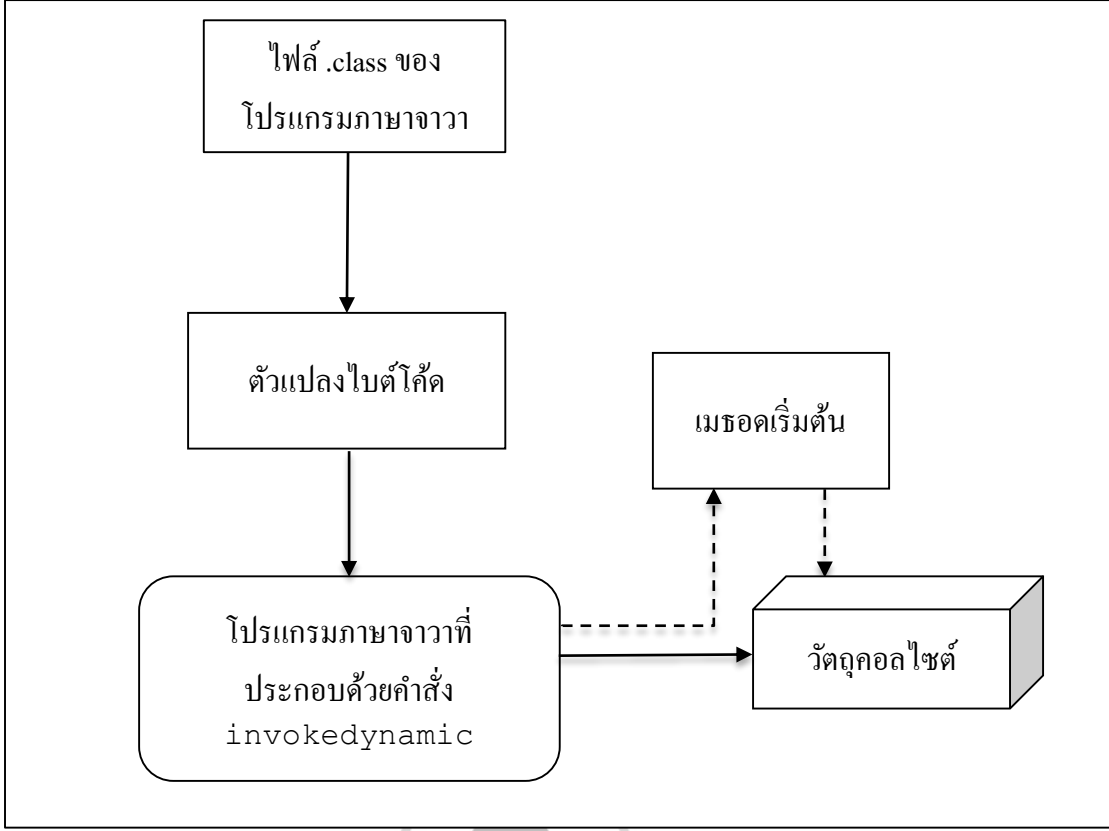 ไฟล์ .class ของ
โปรแกรมภาษาจาวา
ตัวแปลงไบต์โค้ด
เมธอดเริ่มต้น
โปรแกรมภาษาจาวาที่
ประกอบด้วยคำสั่ง
invokedynamic
วัตถุคอลไซต์